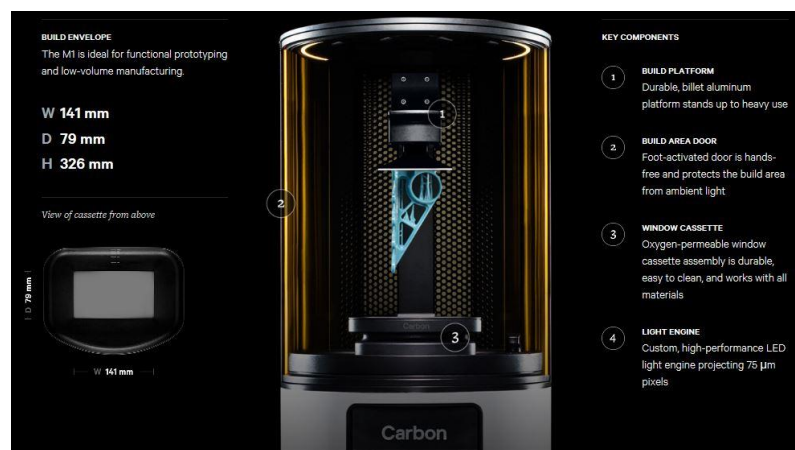 BUILD ENVELOPE
The M1 is ideal for functional prototyping
and low-volume manufacturing.
W 141 mm
D 79 mm
H 326 mm
View of cassette from above
D 79 mm
W 141 mm
1
2
Carbon
3
Carbon
KEY COMPONENTS
1
BUILD PLATFORM
Durable, billet aluminum
platform stands up to heavy use
2
BUILD AREA DOOR
Foot-activated door is hands-
free and protects the build area
from ambient light
3
WINDOW CASSETTE
Oxygen-permeable window
cassette assembly is durable,
easy to clean, and works with all
materials
4
LIGHT ENGINE
Custom, high-performance LED
light engine projecting 75 μm
pixels